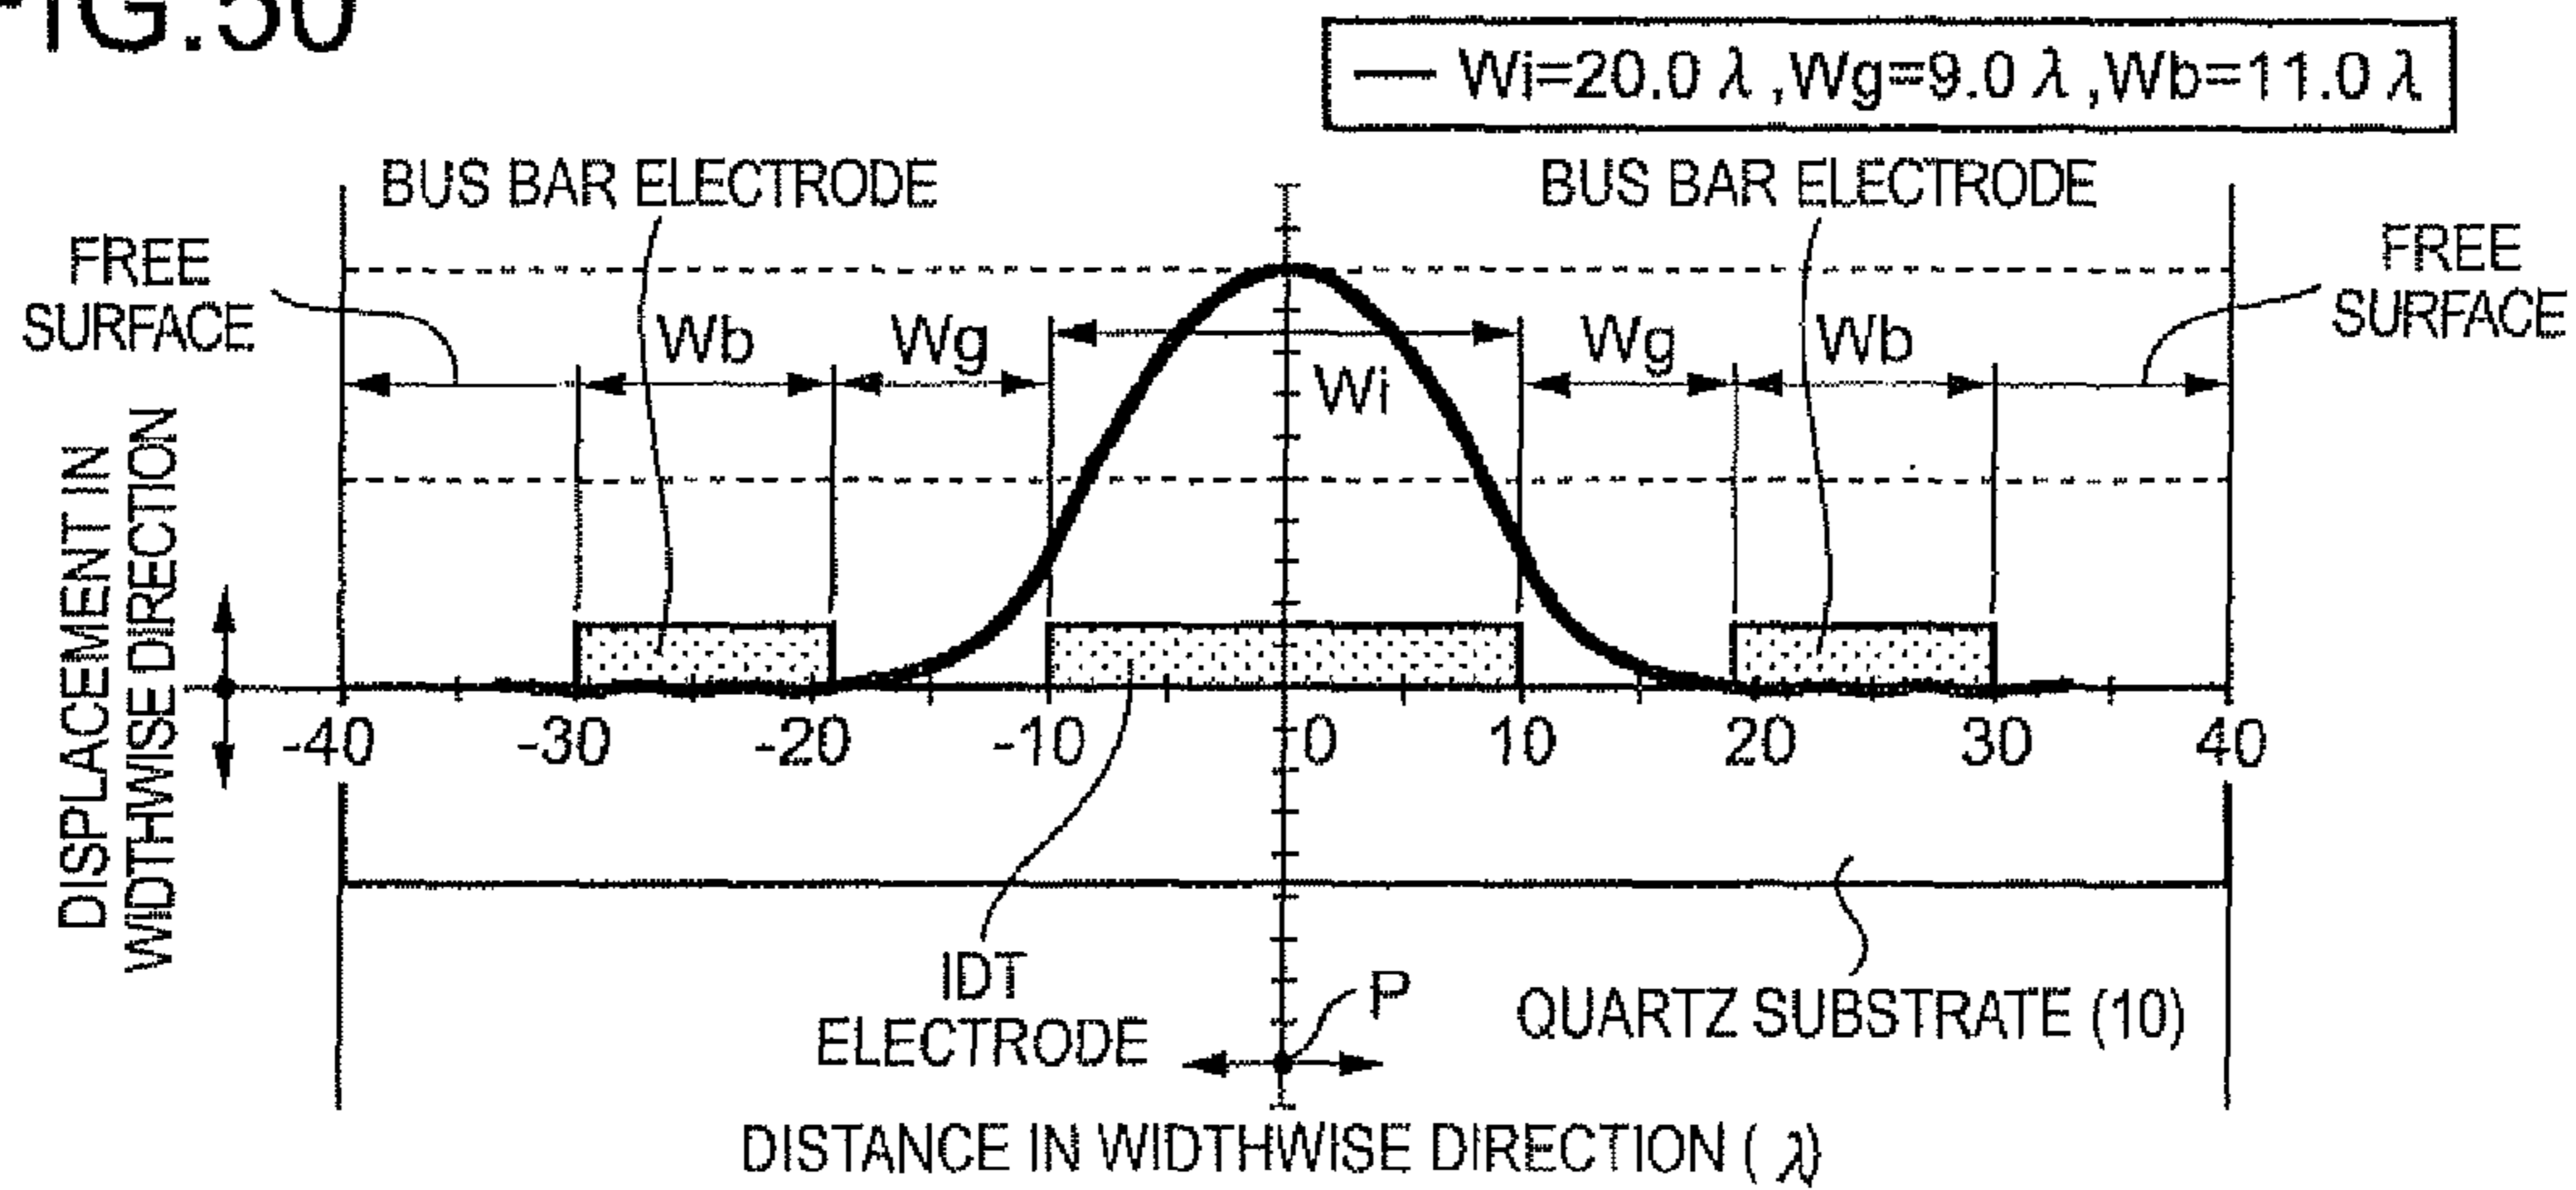 FIG.50
— Wi=20.0 λ ,Wg=9.0 λ ,Wb=11.0 λ
BUS BAR ELECTRODE
BUS BAR ELECTRODE
FREE
SURFACE
FREE
SURFACE
Wb
Wg
Wi
Wg
Wb
DISPLACEMENT IN
WIDTHWISE DIRECTION
-40
-30
-20
-10
0
10
20
30
40
IDT
ELECTRODE
P
QUARTZ SUBSTRATE (10)
DISTANCE IN WIDTHWISE DIRECTION ( λ)